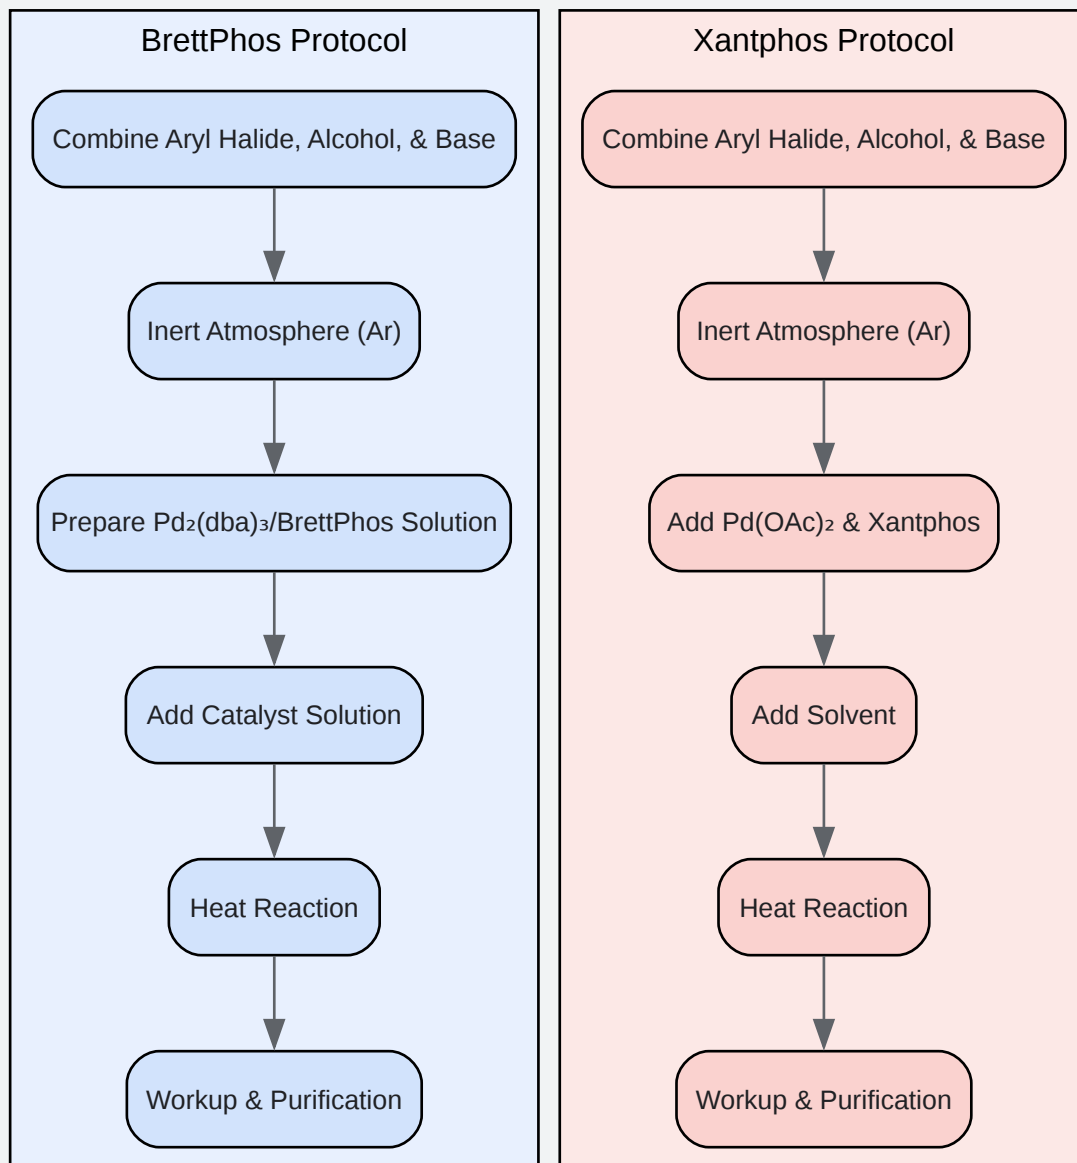 BrettPhos Protocol
Combine Aryl Halide, Alcohol, & Base
Inert Atmosphere (Ar)
Prepare Pd₂(dba)₃/BrettPhos Solution
Add Catalyst Solution
Heat Reaction
Workup & Purification
Xantphos Protocol
Combine Aryl Halide, Alcohol, & Base
Inert Atmosphere (Ar)
Add Pd(OAc)₂ & Xantphos
Add Solvent
Heat Reaction
Workup & Purification